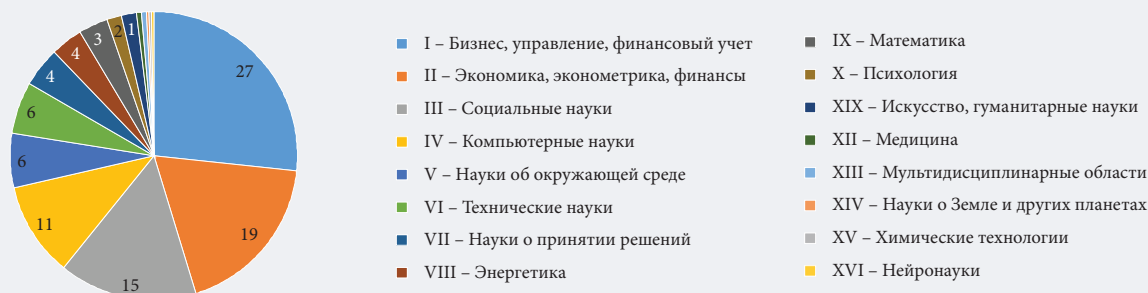 27
19
15
11
6
6
4
4
3
2
1
I – Бизнес, управление, финансовый учет
II – Экономика, эконометрика, финансы
III – Социальные науки
IV – Компьютерные науки
V – Науки об окружающей среде
VI – Технические науки
VII – Науки о принятии решений
VIII – Энергетика
IX – Математика
X – Психология
XIX – Искусство, гуманитарные науки
XII – Медицина
XIII – Мультидисциплинарные области
XIV – Науки о Земле и других планетах
XV – Химические технологии
XVI – Нейронауки